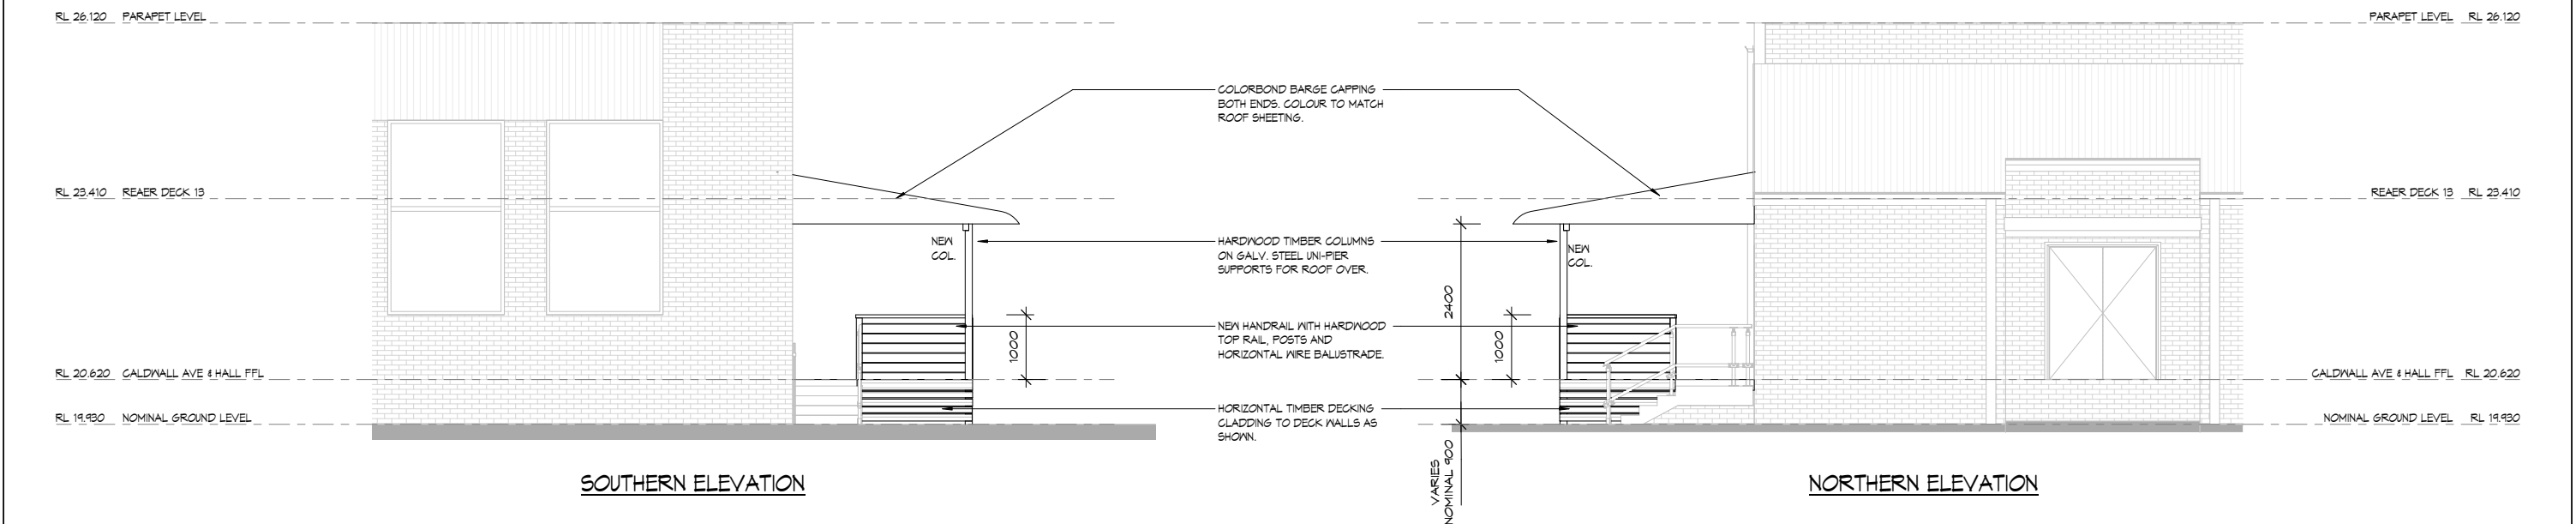 RL 26.120 PARAPET LEVEL
PARAPET LEVEL RL 26.120
COLORBOND BARGE CAPPING
BOTH ENDS. COLOUR TO MATCH
ROOF SHEETING.
RL 23.410 REAER DECK 13
REAER DECK 13 RL 23.410
NEW
COL.
HARDWOOD TIMBER COLUMNS
ON GALV. STEEL UNI-PIER
SUPPORTS FOR ROOF OVER.
NEW
COL.
2400
1000
NEW HANDRAIL WITH HARDWOOD
TOP RAIL, POSTS AND
HORIZONTAL WIRE BALUSTRADE.
1000
RL 20.620 CALDWALL AVE & HALL FFL
CALDWALL AVE & HALL FFL RL 20.620
RL 19.930 NOMINAL GROUND LEVEL
HORIZONTAL TIMBER DECKING
CLADDING TO DECK WALLS AS
SHOWN.
NOMINAL GROUND LEVEL RL 19.930
VARIES
NOMINAL 900
SOUTHERN ELEVATION
NORTHERN ELEVATION